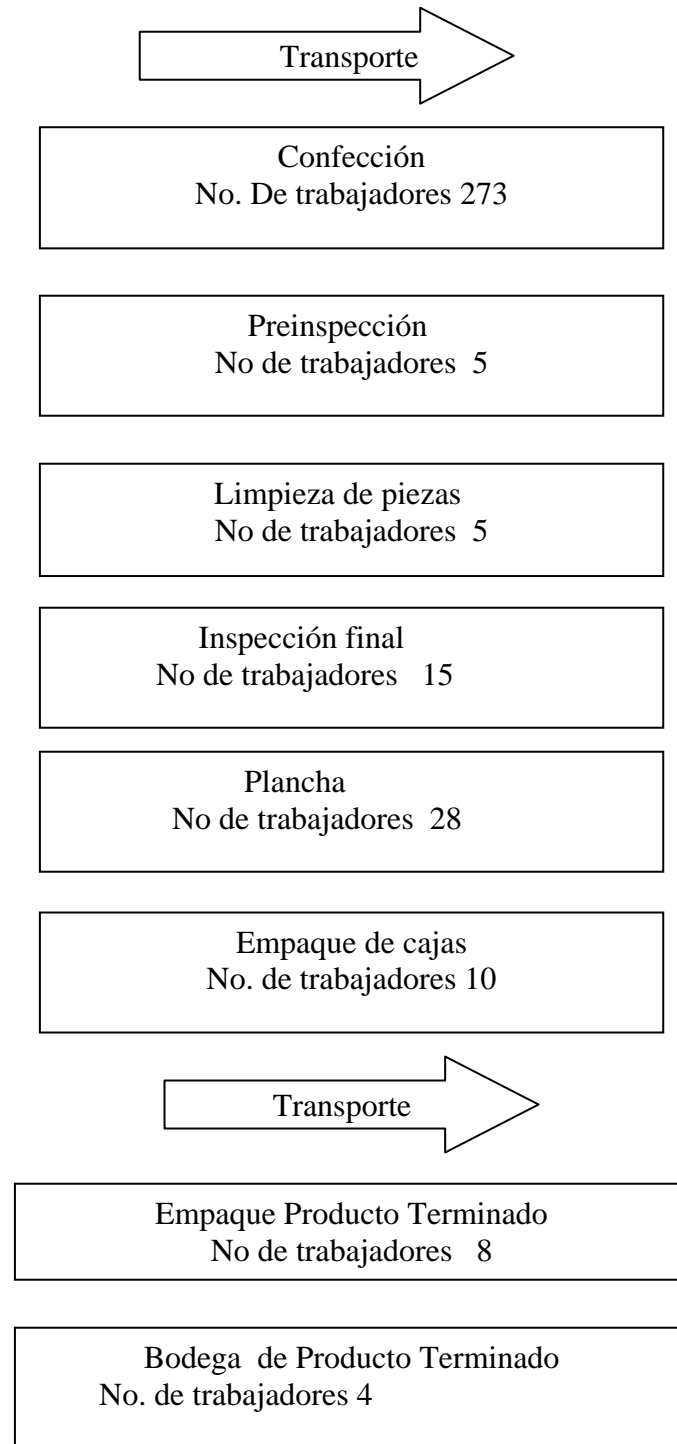 Transporte
Confección
No. De trabajadores 273
Preinspección
No de trabajadores 5
Limpieza de piezas
No de trabajadores 5
Inspección final
No de trabajadores 15
Plancha
No de trabajadores 28
Empaque de cajas
No. de trabajadores 10
Transporte
Empaque Producto Terminado
No de trabajadores 8
Bodega de Producto Terminado
No. de trabajadores 4